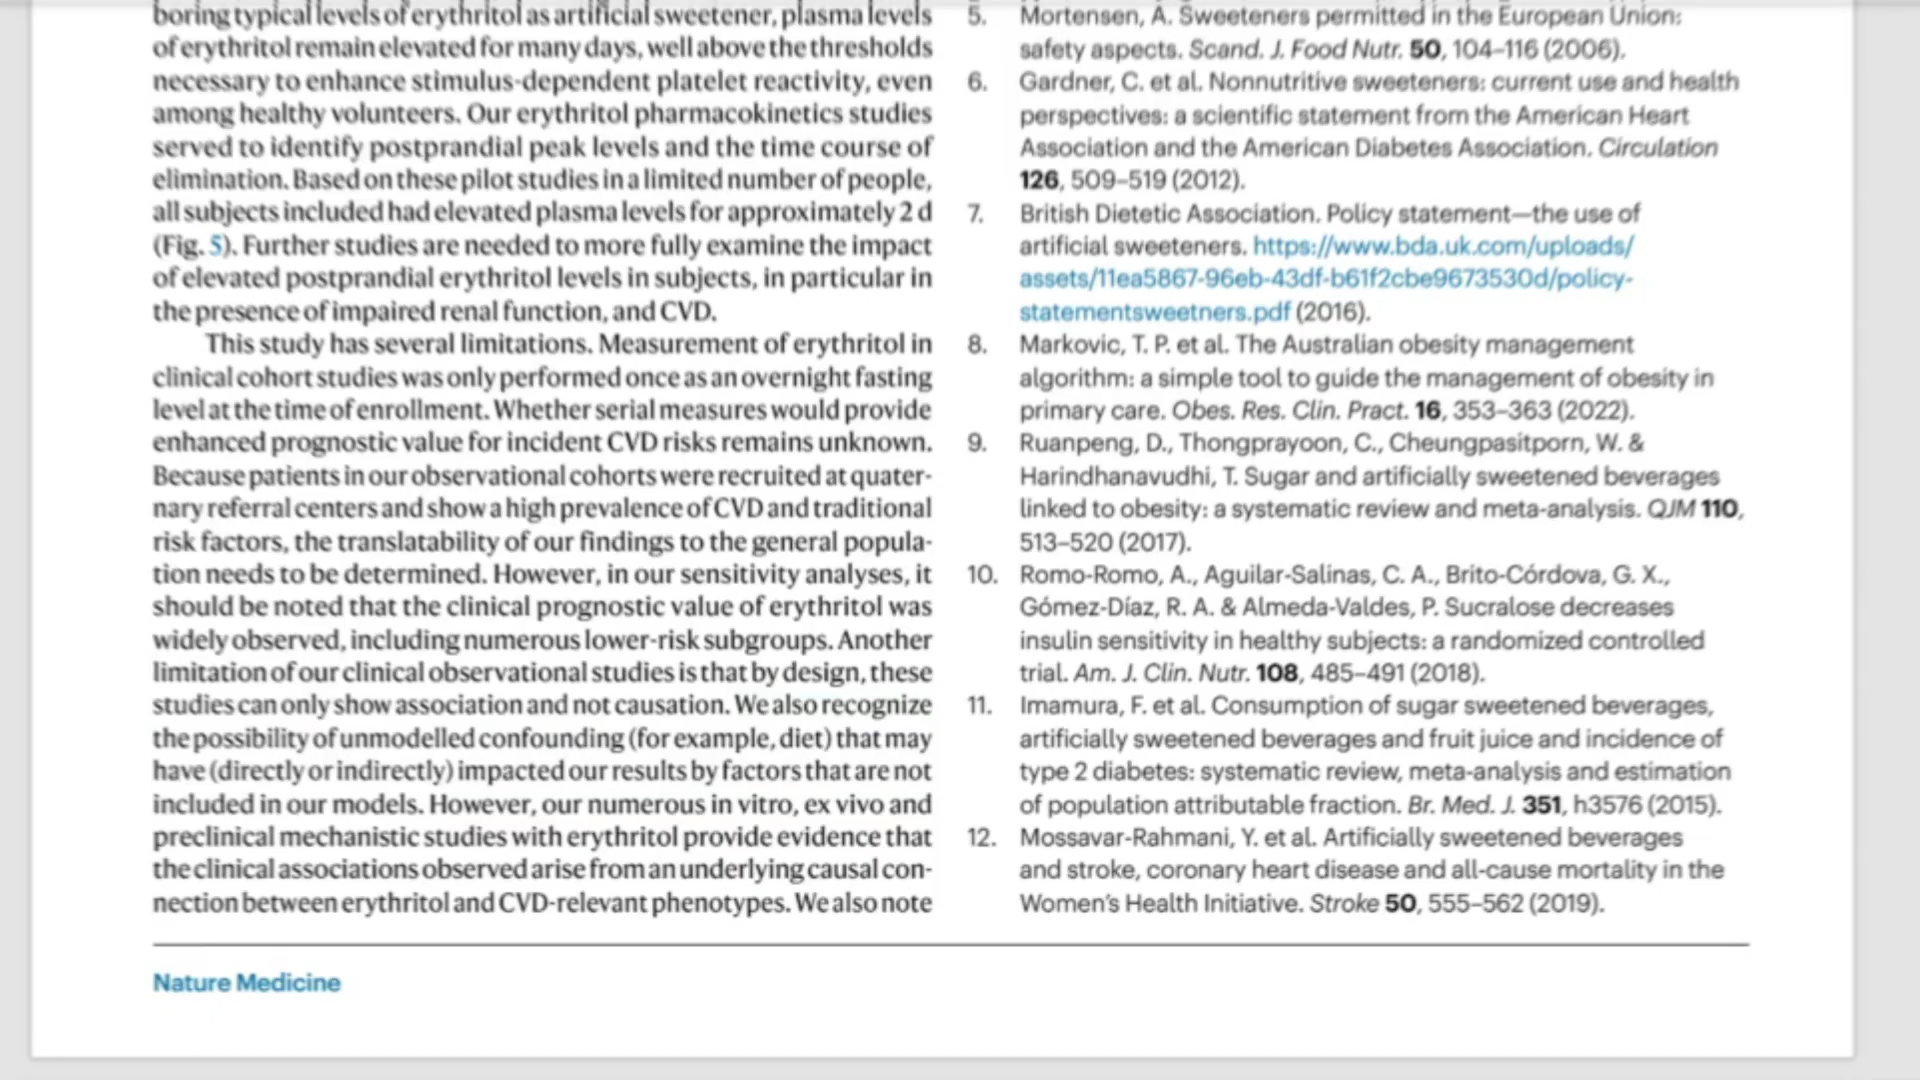 boring typical levels of erythritol as artificial sweetener, plasma levels
of erythritol remain elevated for many days, well above the thresholds
necessary to enhance stimulus-dependent platelet reactivity, even
among healthy volunteers. Our erythritol pharmacokinetics studies
served to identify postprandial peak levels and the time course of
elimination. Based on these pilot studies in a limited number of people,
all subjects included had elevated plasma levels for approximately 2 d
(Fig. 5). Further studies are needed to more fully examine the impact
of elevated postprandial erythritol levels in subjects, in particular in
the presence of impaired renal function, and CVD.
This study has several limitations. Measurement of erythritol in
clinical cohort studies was only performed once as an overnight fasting
level at the time of enrollment. Whether serial measures would provide
enhanced prognostic value for incident CVD risks remains unknown.
Because patients in our observational cohorts were recruited at quater-
nary referral centers and show a high prevalence of CVD and traditional
risk factors, the translatability of our findings to the general popula-
tion needs to be determined. However, in our sensitivity analyses, it
should be noted that the clinical prognostic value of erythritol was
widely observed, including numerous lower-risk subgroups. Another
limitation of our clinical observational studies is that by design, these
studies can only show association and not causation. We also recognize
the possibility of unmodelled confounding (for example, diet) that may
have (directly or indirectly) impacted our results by factors that are not
included in our models. However, our numerous in vitro, ex vivo and
preclinical mechanistic studies with erythritol provide evidence that
the clinical associations observed arise from an underlying causal con-
nection between erythritol and CVD-relevant phenotypes. We also note
5. Mortensen, A. Sweeteners permitted in the European Union:
safety aspects. Scand. J. Food Nutr. 50, 104–116 (2006).
6. Gardner, C. et al. Nonnutritive sweeteners: current use and health
perspectives: a scientific statement from the American Heart
Association and the American Diabetes Association. Circulation
126, 509–519 (2012).
7. British Dietetic Association. Policy statement—the use of
artificial sweeteners. https://www.bda.uk.com/uploads/
assets/11ea5867-96eb-43df-b61f2cbe9673530d/policy-
statementsweetners.pdf (2016).
8. Markovic, T. P. et al. The Australian obesity management
algorithm: a simple tool to guide the management of obesity in
primary care. Obes. Res. Clin. Pract. 16, 353–363 (2022).
9. Ruanpeng, D., Thongprayoon, C., Cheungpasitporn, W. &
Harindhanavudhi, T. Sugar and artificially sweetened beverages
linked to obesity: a systematic review and meta-analysis. QJM 110,
513–520 (2017).
10. Romo-Romo, A., Aguilar-Salinas, C. A., Brito-Córdova, G. X.,
Gómez-Díaz, R. A. & Almeda-Valdes, P. Sucralose decreases
insulin sensitivity in healthy subjects: a randomized controlled
trial. Am. J. Clin. Nutr. 108, 485–491 (2018).
11. Imamura, F. et al. Consumption of sugar sweetened beverages,
artificially sweetened beverages and fruit juice and incidence of
type 2 diabetes: systematic review, meta-analysis and estimation
of population attributable fraction. Br. Med. J. 351, h3576 (2015).
12. Mossavar-Rahmani, Y. et al. Artificially sweetened beverages
and stroke, coronary heart disease and all-cause mortality in the
Women's Health Initiative. Stroke 50, 555–562 (2019).
Nature Medicine